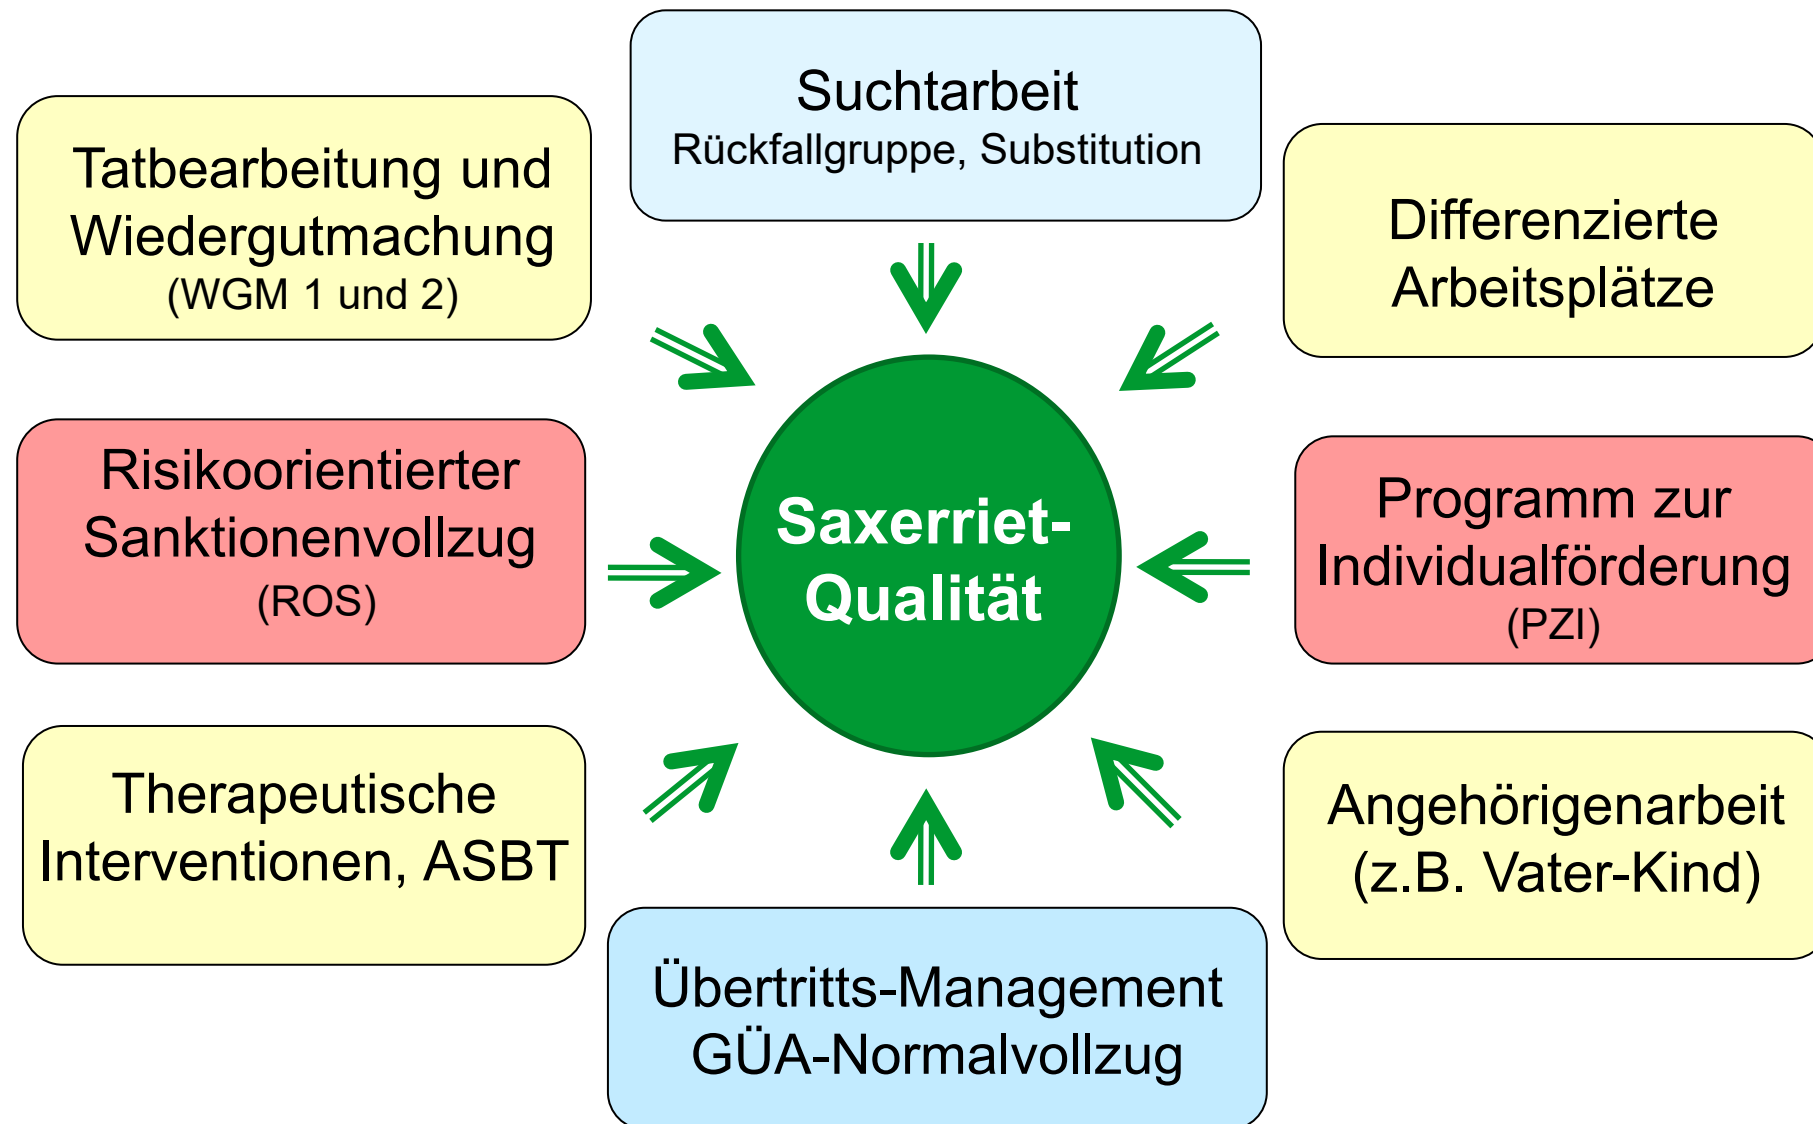 Suchtarbeit
Rückfallgruppe, Substitution
Tatbearbeitung und
Wiedergutmachung
(WGM 1 und 2)
Differenzierte
Arbeitsplätze
Risikoorientierter
Sanktionenvollzug
(ROS)
Saxerriet-
Qualität
Programm zur
Individualförderung
(PZI)
Therapeutische
Interventionen, ASBT
Angehörigenarbeit
(z.B. Vater-Kind)
Übertritts-Management
GÜA-Normalvollzug